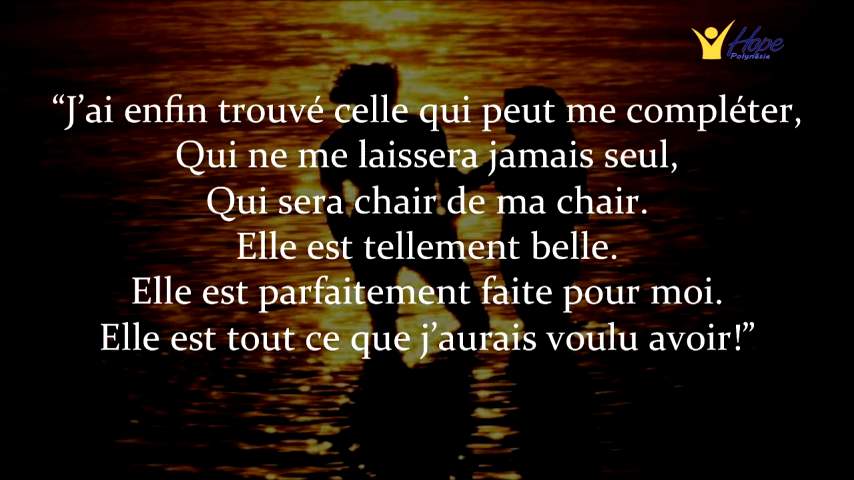 Hope
Polynésie
“J’ai enfin trouvé celle qui peut me compléter,
Qui ne me laissera jamais seul,
Qui sera chair de ma chair.
Elle est tellement belle.
Elle est parfaitement faite pour moi.
Elle est tout ce que j’aurais voulu avoir!”